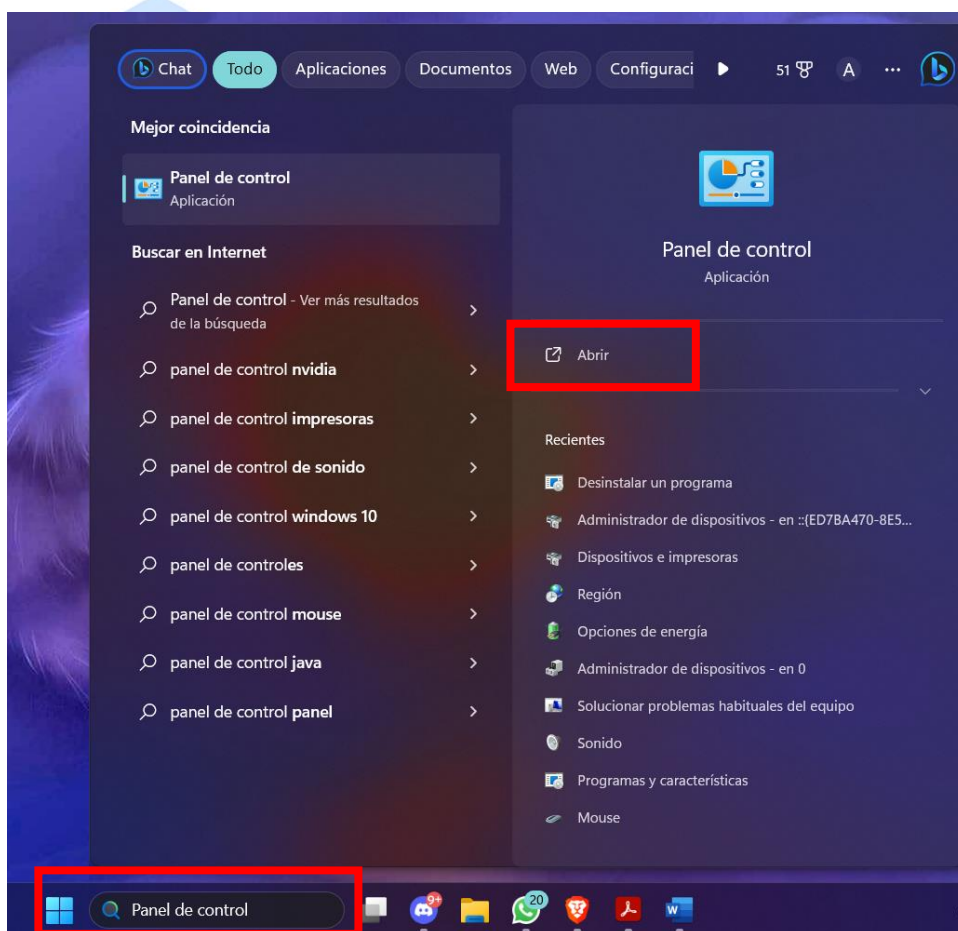 Chat Todo Aplicaciones Documentos Web Configuraci 51 A ...
Mejor coincidencia
Panel de control
Aplicación
Buscar en Internet
Panel de control - Ver más resultados
de la búsqueda
panel de control nvidia
panel de control impresoras
panel de control de sonido
panel de control windows 10
panel de controles
panel de control mouse
panel de control java
panel de control panel
Panel de control
Aplicación
Abrir
Recientes
Desinstalar un programa
Administrador de dispositivos - en ::(ED7BA470-8E5...
Dispositivos e impresoras
Región
Opciones de energía
Administrador de dispositivos - en 0
Solucionar problemas habituales del equipo
Sonido
Programas y características
Mouse
Panel de control 9+ 20 W